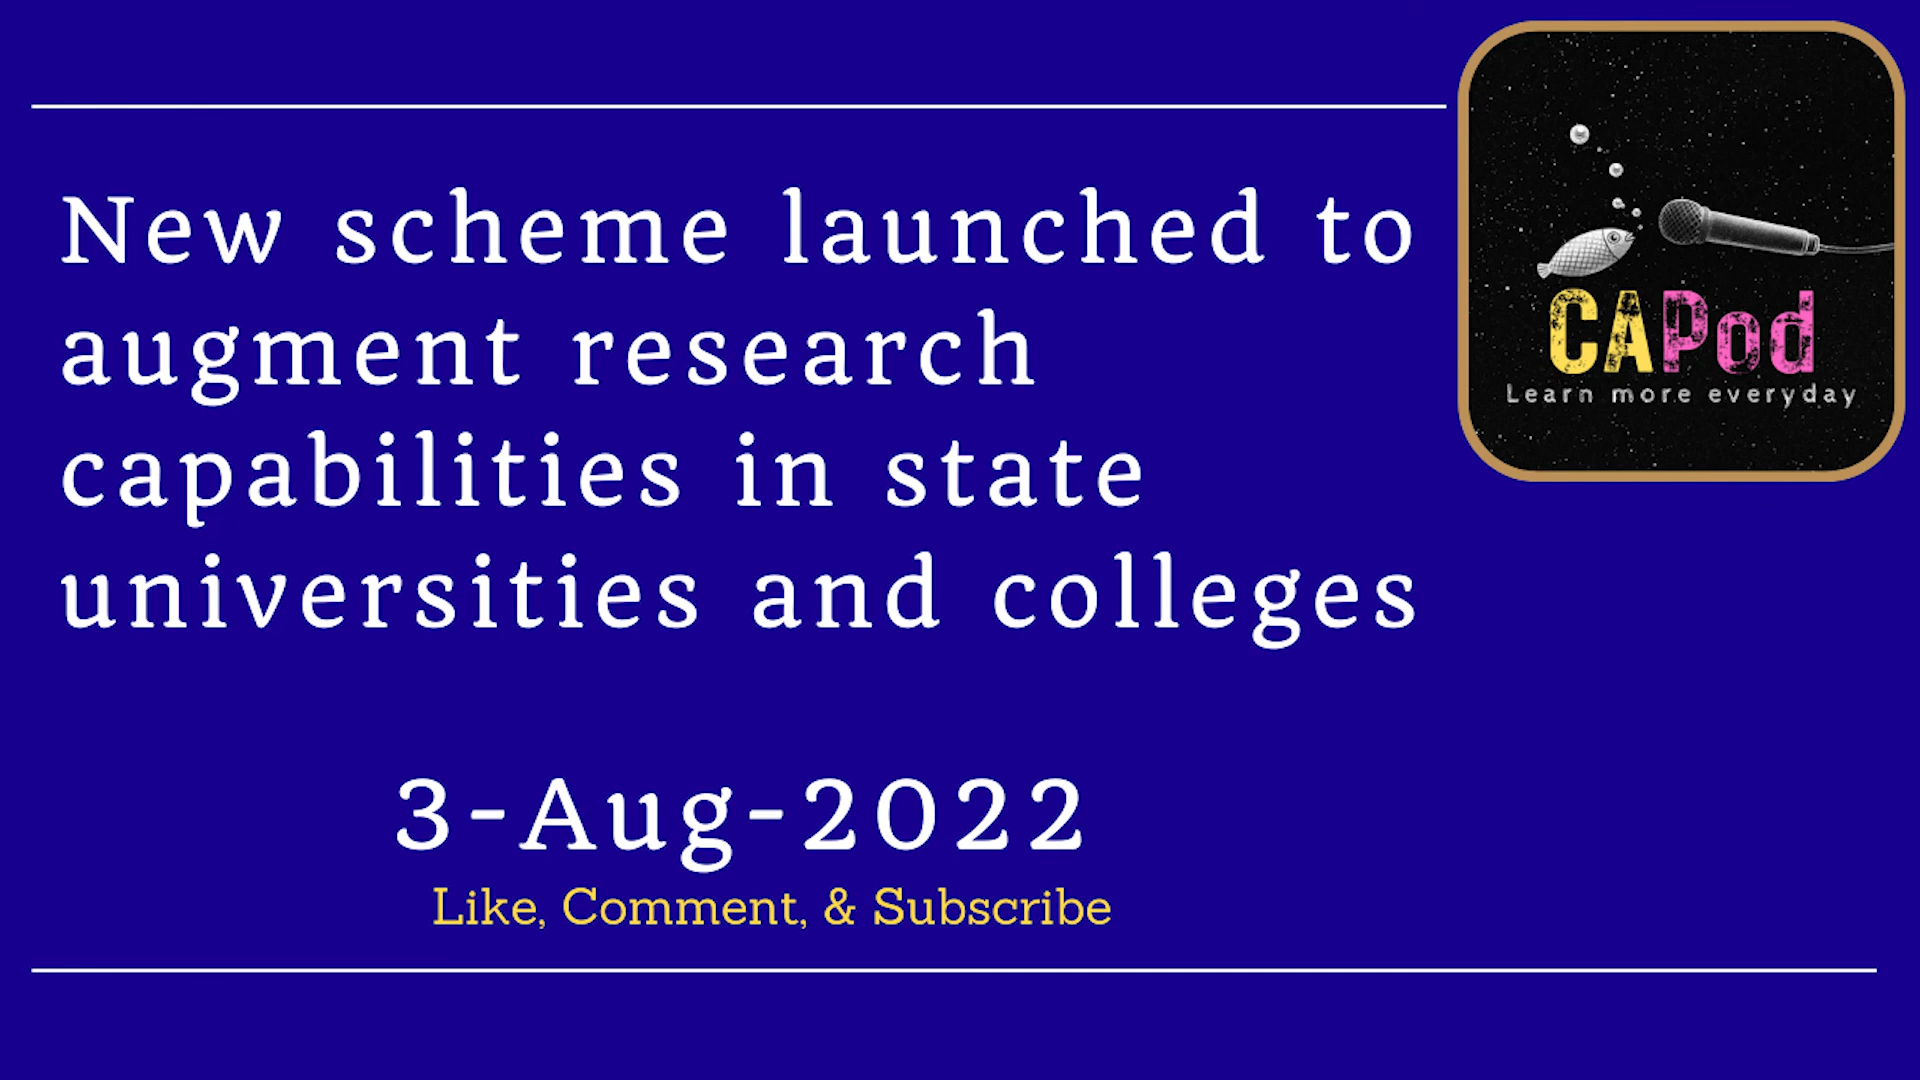 New scheme launched to
augment research
capabilities in state
universities and colleges
3-Aug-2022
Like, Comment, & Subscribe
CAPod
Learn more everyday